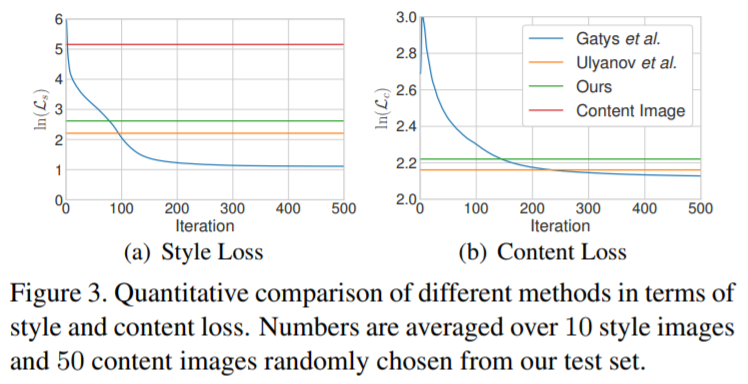 6
5
4
3
2
1
0
ln(ℒs)
0 100 200 300 400 500
Iteration
(a) Style Loss
3.0
2.8
2.6
2.4
2.2
2.0
ln(ℒc)
Gatys et al.
Ulyanov et al.
Ours
Content Image
0 100 200 300 400 500
Iteration
(b) Content Loss
Figure 3. Quantitative comparison of different methods in terms of
style and content loss. Numbers are averaged over 10 style images
and 50 content images randomly chosen from our test set.